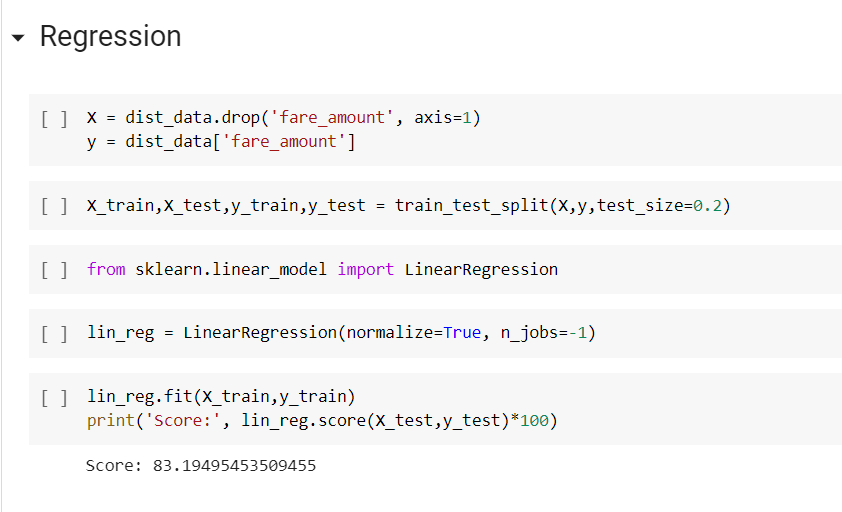 Regression
[ ] X = dist_data.drop('fare_amount', axis=1)
y = dist_data['fare_amount']
[ ] X_train,X_test,y_train,y_test = train_test_split(X,y,test_size=0.2)
[ ] from sklearn.linear_model import LinearRegression
[ ] lin_reg = LinearRegression(normalize=True, n_jobs=-1)
[ ] lin_reg.fit(X_train,y_train)
print('Score:', lin_reg.score(X_test,y_test)*100)
Score: 83.19495453509455